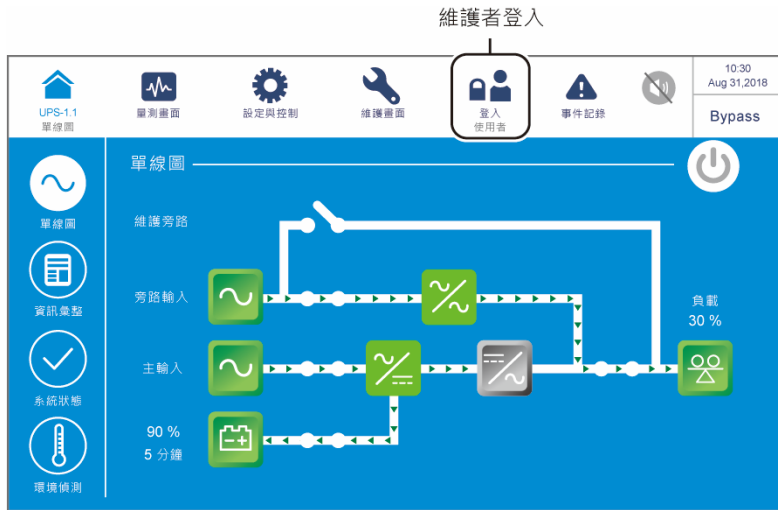 維護者登入
UPS-1.1
單線圖
量測畫面
設定與控制
維護畫面
登入
使用者
事件記錄
10:30
Aug 31,2018
Bypass
單線圖
資訊彙整
系統狀態
環境偵測
單線圖
維護旁路
旁路輸入
主輸入
90 %
5 分鐘
負載
30 %